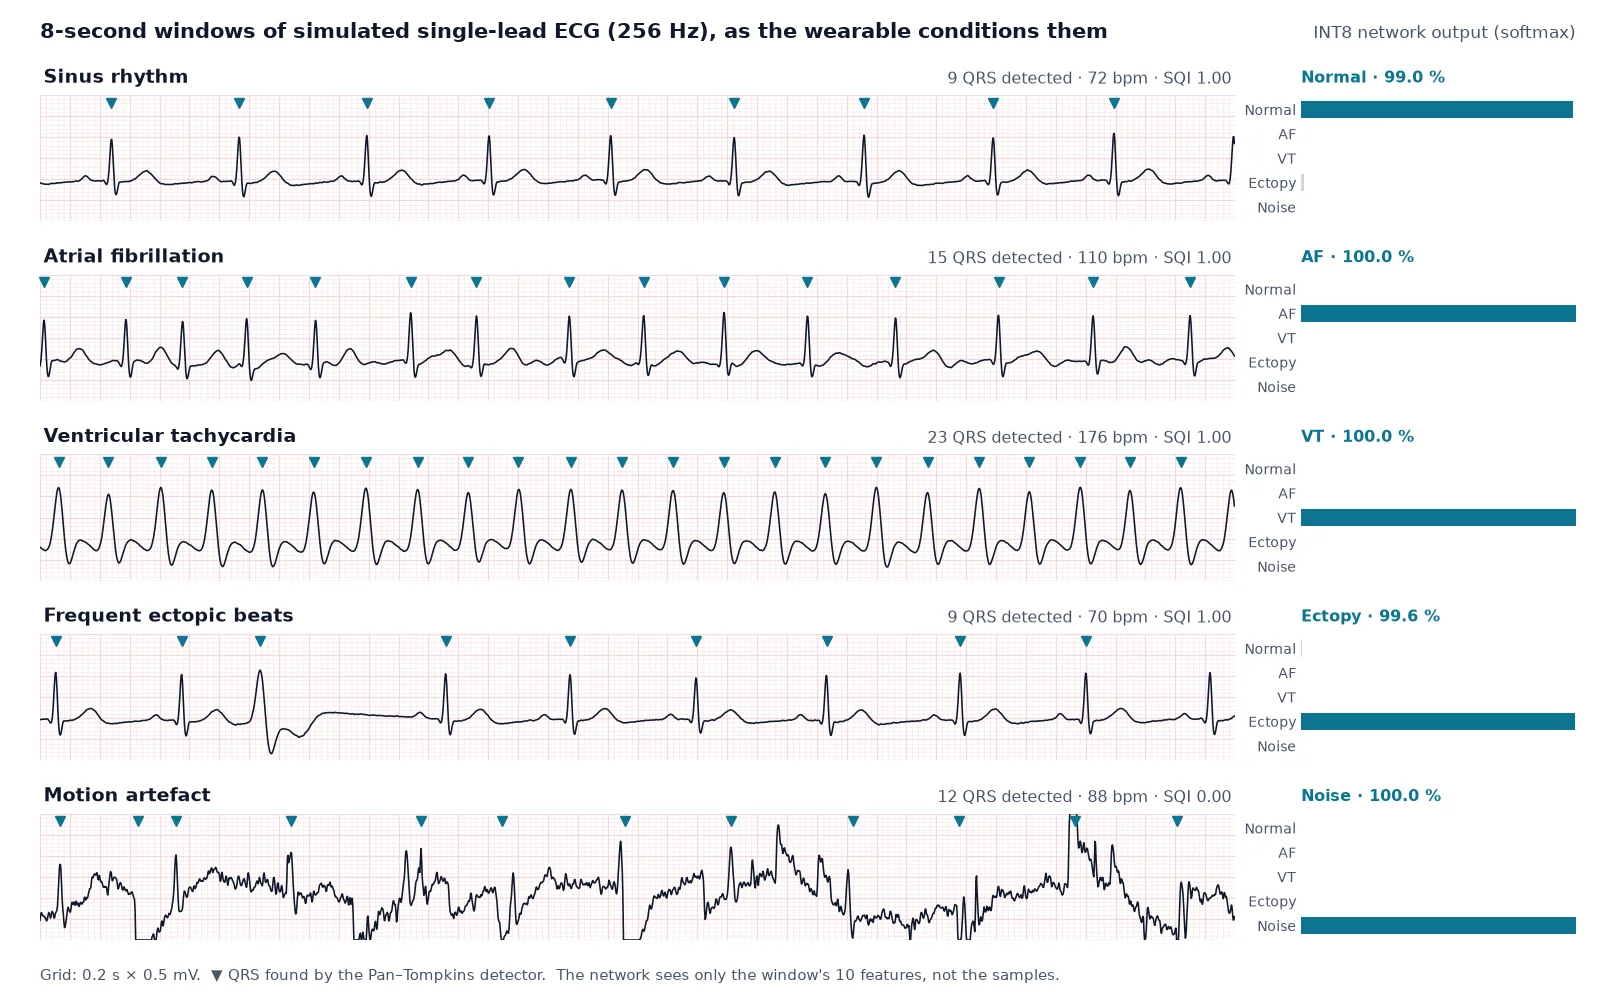 8-second windows of simulated single-lead ECG (256 Hz), as the wearable conditions them
INT8 network output (softmax)
Sinus rhythm
9 QRS detected · 72 bpm · SQI 1.00
Normal · 99.0 %
Normal
AF
VT
Ectopy
Noise
Atrial fibrillation
15 QRS detected · 110 bpm · SQI 1.00
AF · 100.0 %
Normal
AF
VT
Ectopy
Noise
Ventricular tachycardia
23 QRS detected · 176 bpm · SQI 1.00
VT · 100.0 %
Normal
AF
VT
Ectopy
Noise
Frequent ectopic beats
9 QRS detected · 70 bpm · SQI 1.00
Ectopy · 99.6 %
Normal
AF
VT
Ectopy
Noise
Motion artefact
12 QRS detected · 88 bpm · SQI 0.00
Noise · 100.0 %
Normal
AF
VT
Ectopy
Noise
Grid: 0.2 s × 0.5 mV. ▼ QRS found by the Pan–Tompkins detector. The network sees only the window's 10 features, not the samples.